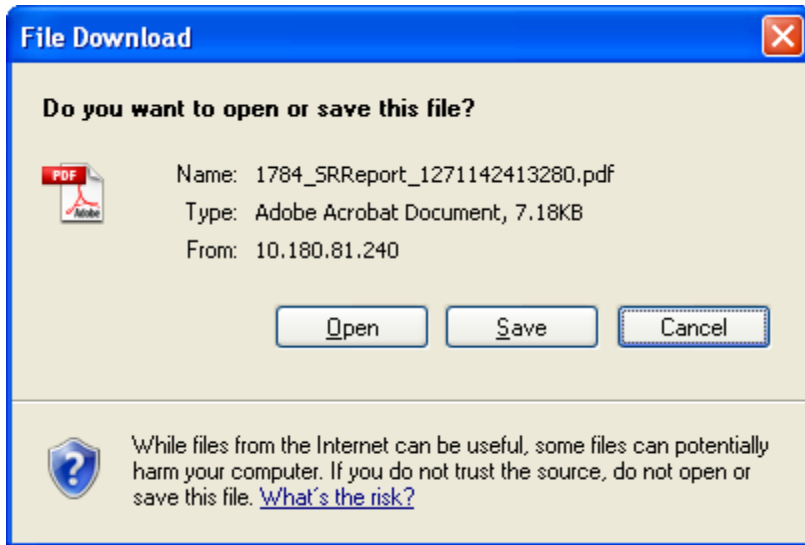 File Download
Do you want to open or save this file?
PDF
Adobe
Name: 1784_SRReport_1271142413280.pdf
Type: Adobe Acrobat Document, 7.18KB
From: 10.180.81.240
Open Save Cancel
While files from the Internet can be useful, some files can potentially
harm your computer. If you do not trust the source, do not open or
save this file. What's the risk?